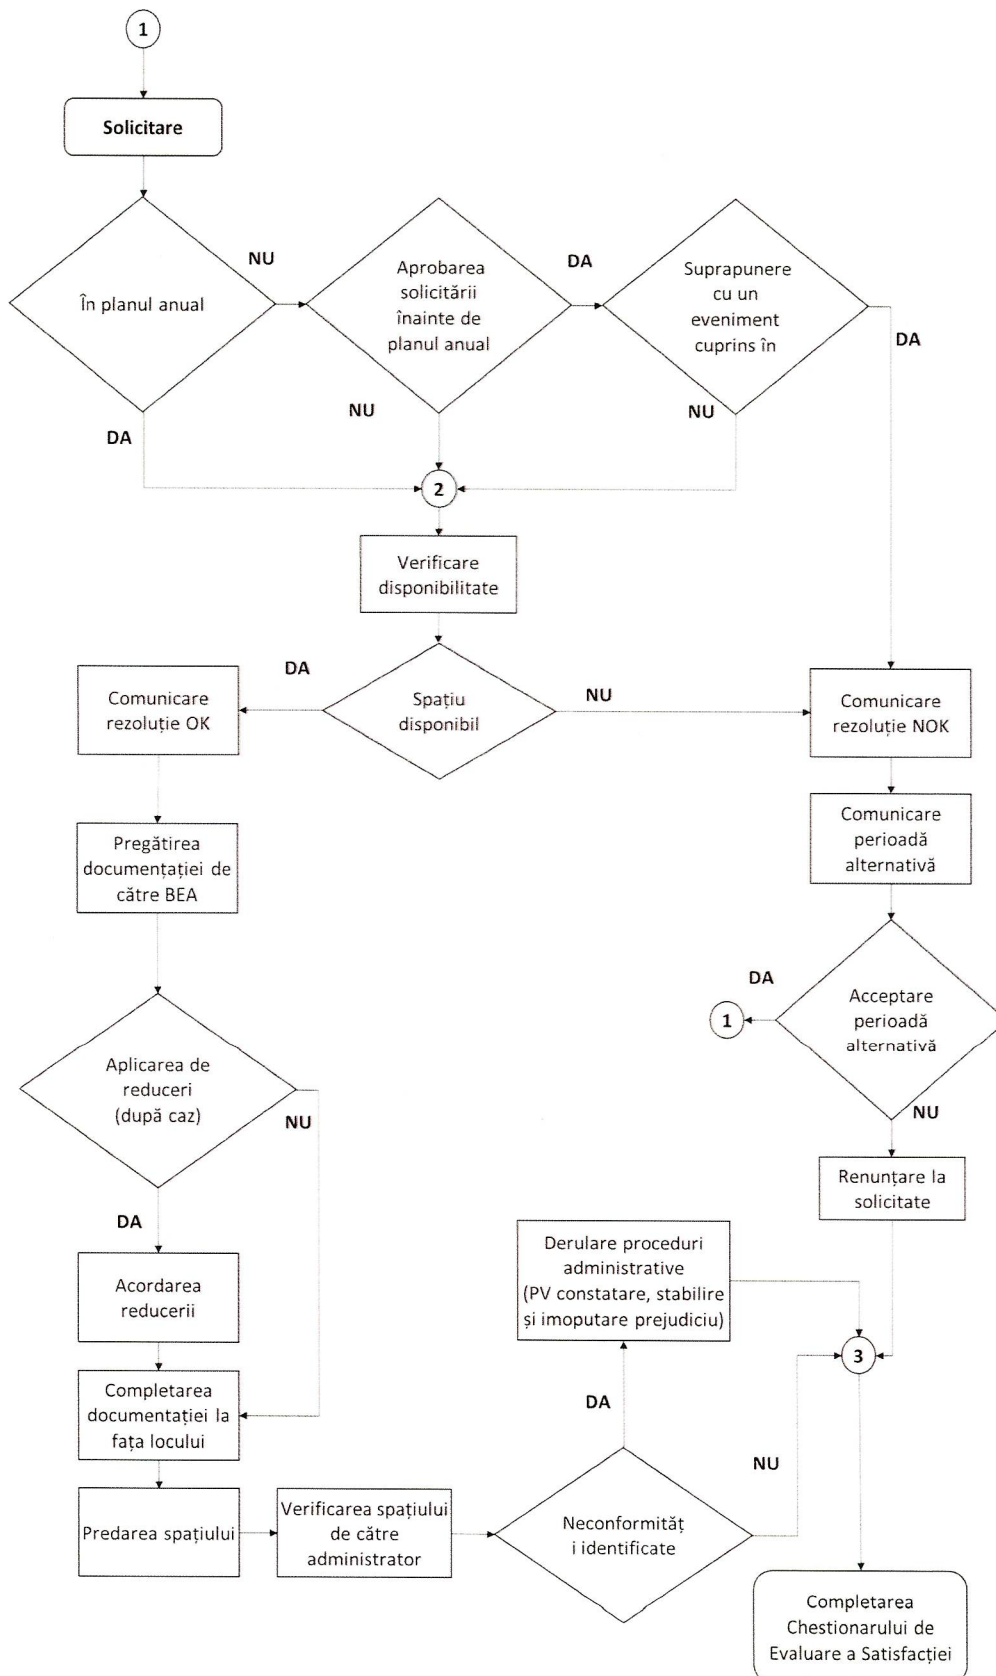 1
Solicitare
În planul anual
NU
Aprobarea
solicitării
înainte de
planul anual
DA
Suprapunere
cu un
eveniment
cuprins în
DA
DA
NU
NU
2
Verificare
disponibilitate
Spațiu
disponibil
DA
NU
Comunicare
rezoluție OK
Comunicare
rezoluție NOK
Pregătirea
documentației de
către BEA
Comunicare
perioadă
alternativă
Acceptare
perioadă
alternativă
DA
1
NU
Aplicarea de
reduceri
(după caz)
NU
DA
Renunțare la
solicitate
Acordarea
reducerii
Derulare proceduri
administrative
(PV constatare, stabilire
și imoputare prejudiciu)
3
Completarea
documentației la
fața locului
DA
NU
Predarea spațiului
Verificarea spațiului
de către
administrator
Neconformităț
i identificate
Completarea
Chestionarului de
Evaluare a Satisfacției